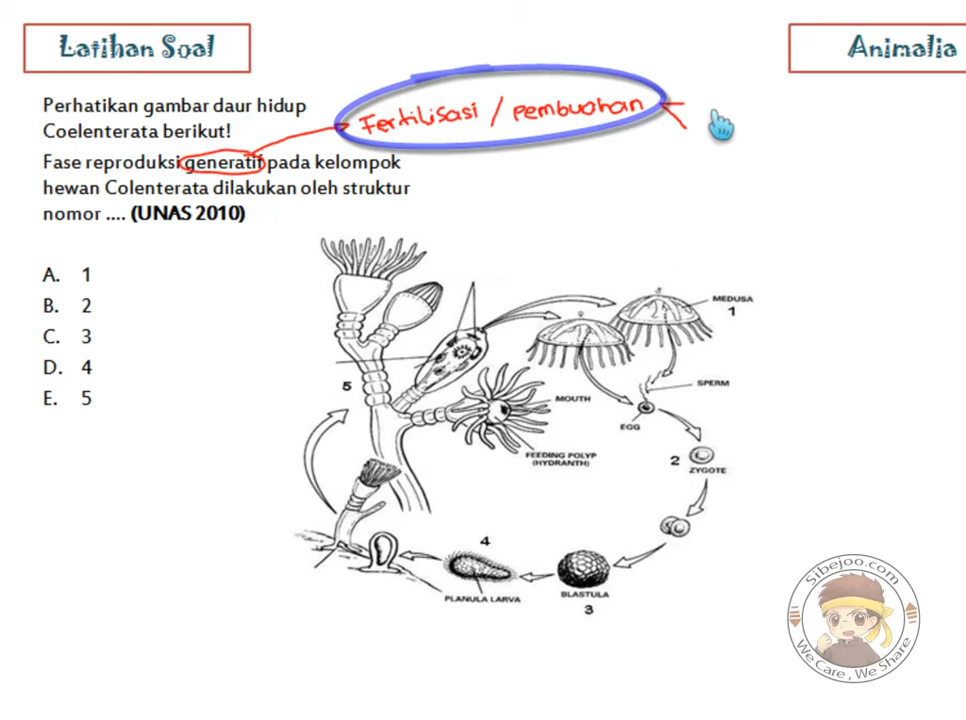 Latihan Soal
Animalia
Perhatikan gambar daur hidup
Coelenterata berikut!
Fertilisasi / pembuahan
Fase reproduksi generatif pada kelompok
hewan Colenterata dilakukan oleh struktur
nomor .... (UNAS 2010)
A. 1
B. 2
C. 3
D. 4
E. 5
MEDUSA
1
SPERM
EGG
2
ZYGOTE
5
MOUTH
FEEDING POLYP
(HYDRANTH)
4
PLANULA LARVA
BLASTULA
3
Sibejoo.com
We Care, We Share